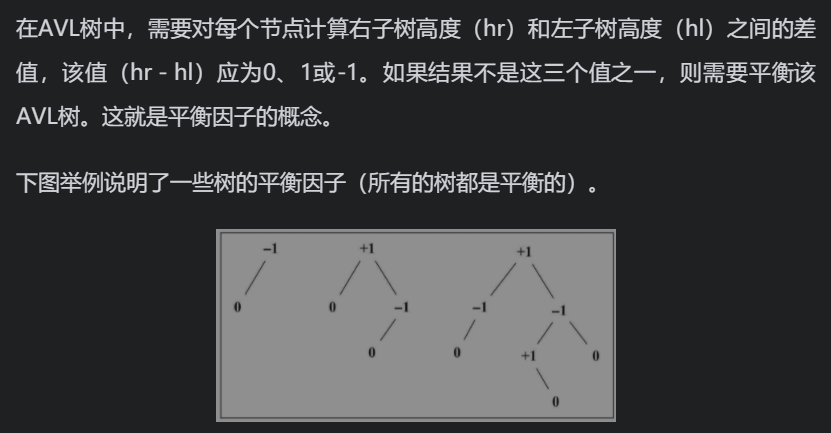 在AVL树中，需要对每个节点计算右子树高度（hr）和左子树高度（hl）之间的差
值，该值（hr - hl）应为0、1或-1。如果结果不是这三个值之一，则需要平衡该
AVL树。这就是平衡因子的概念。
下图举例说明了一些树的平衡因子（所有的树都是平衡的）。
–1 +1 +1
0 0 –1 –1 –1
0 0 +1 0
0